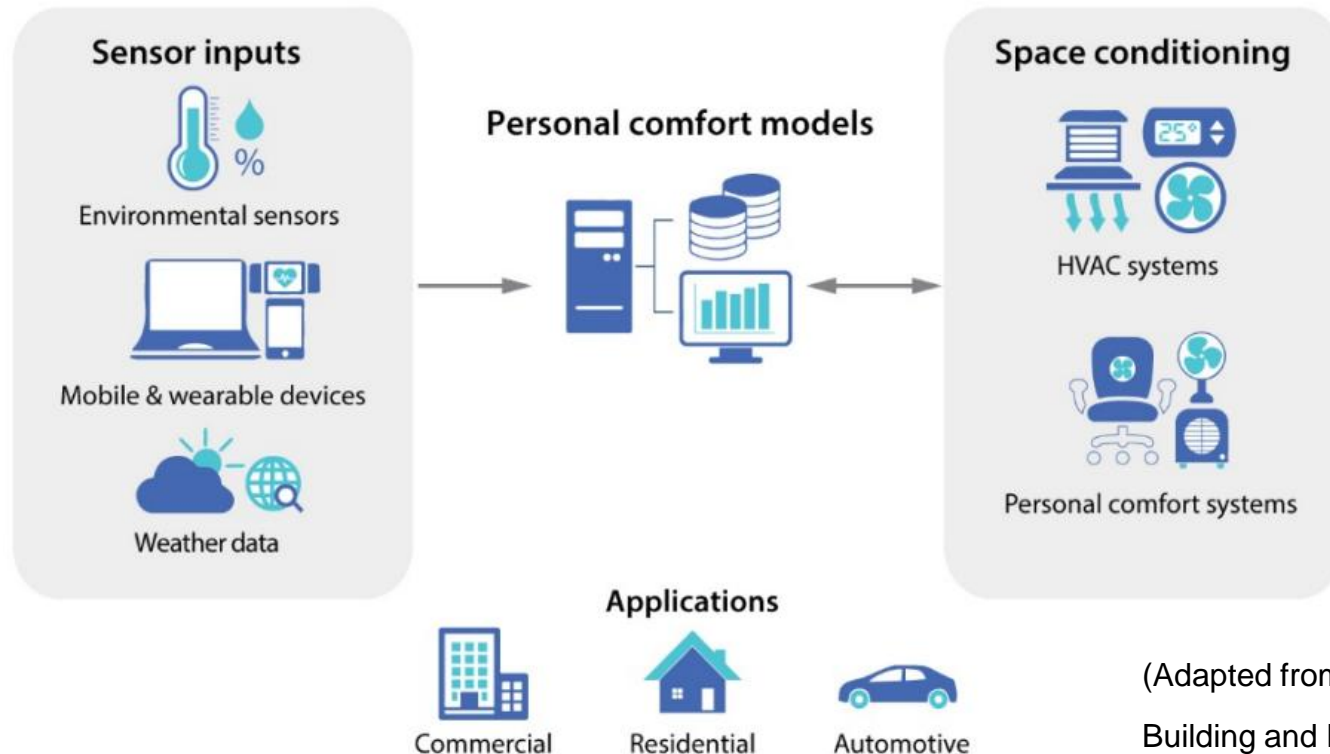 Sensor inputs
%
Environmental sensors
Mobile & wearable devices
Weather data
Personal comfort models
Space conditioning
25°
HVAC systems
Personal comfort systems
Applications
Commercial
Residential
Automotive
(Adapted from
Building and